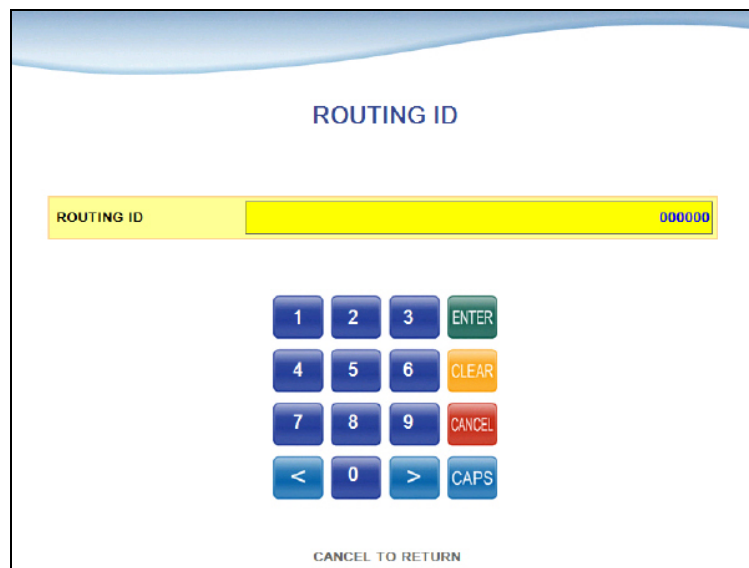 ROUTING ID
ROUTING ID 000000
1 2 3 ENTER
4 5 6 CLEAR
7 8 9 CANCEL
< 0 > CAPS
CANCEL TO RETURN